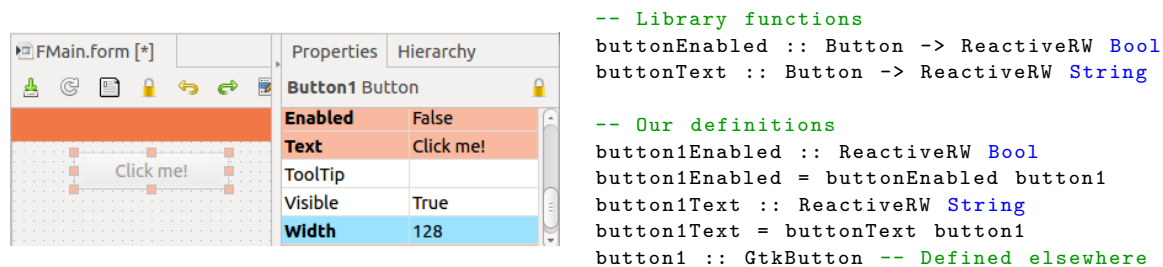 FMain.form [*]
Properties Hierarchy
Button1 Button
Enabled False
Text Click me!
ToolTip
Visible True
Width 128
Click me!
-- Library functions
buttonEnabled :: Button -> ReactiveRW Bool
buttonText :: Button -> ReactiveRW String
-- Our definitions
button1Enabled :: ReactiveRW Bool
button1Enabled = buttonEnabled button1
button1Text :: ReactiveRW String
button1Text = buttonText button1
button1 :: GtkButton -- Defined elsewhere